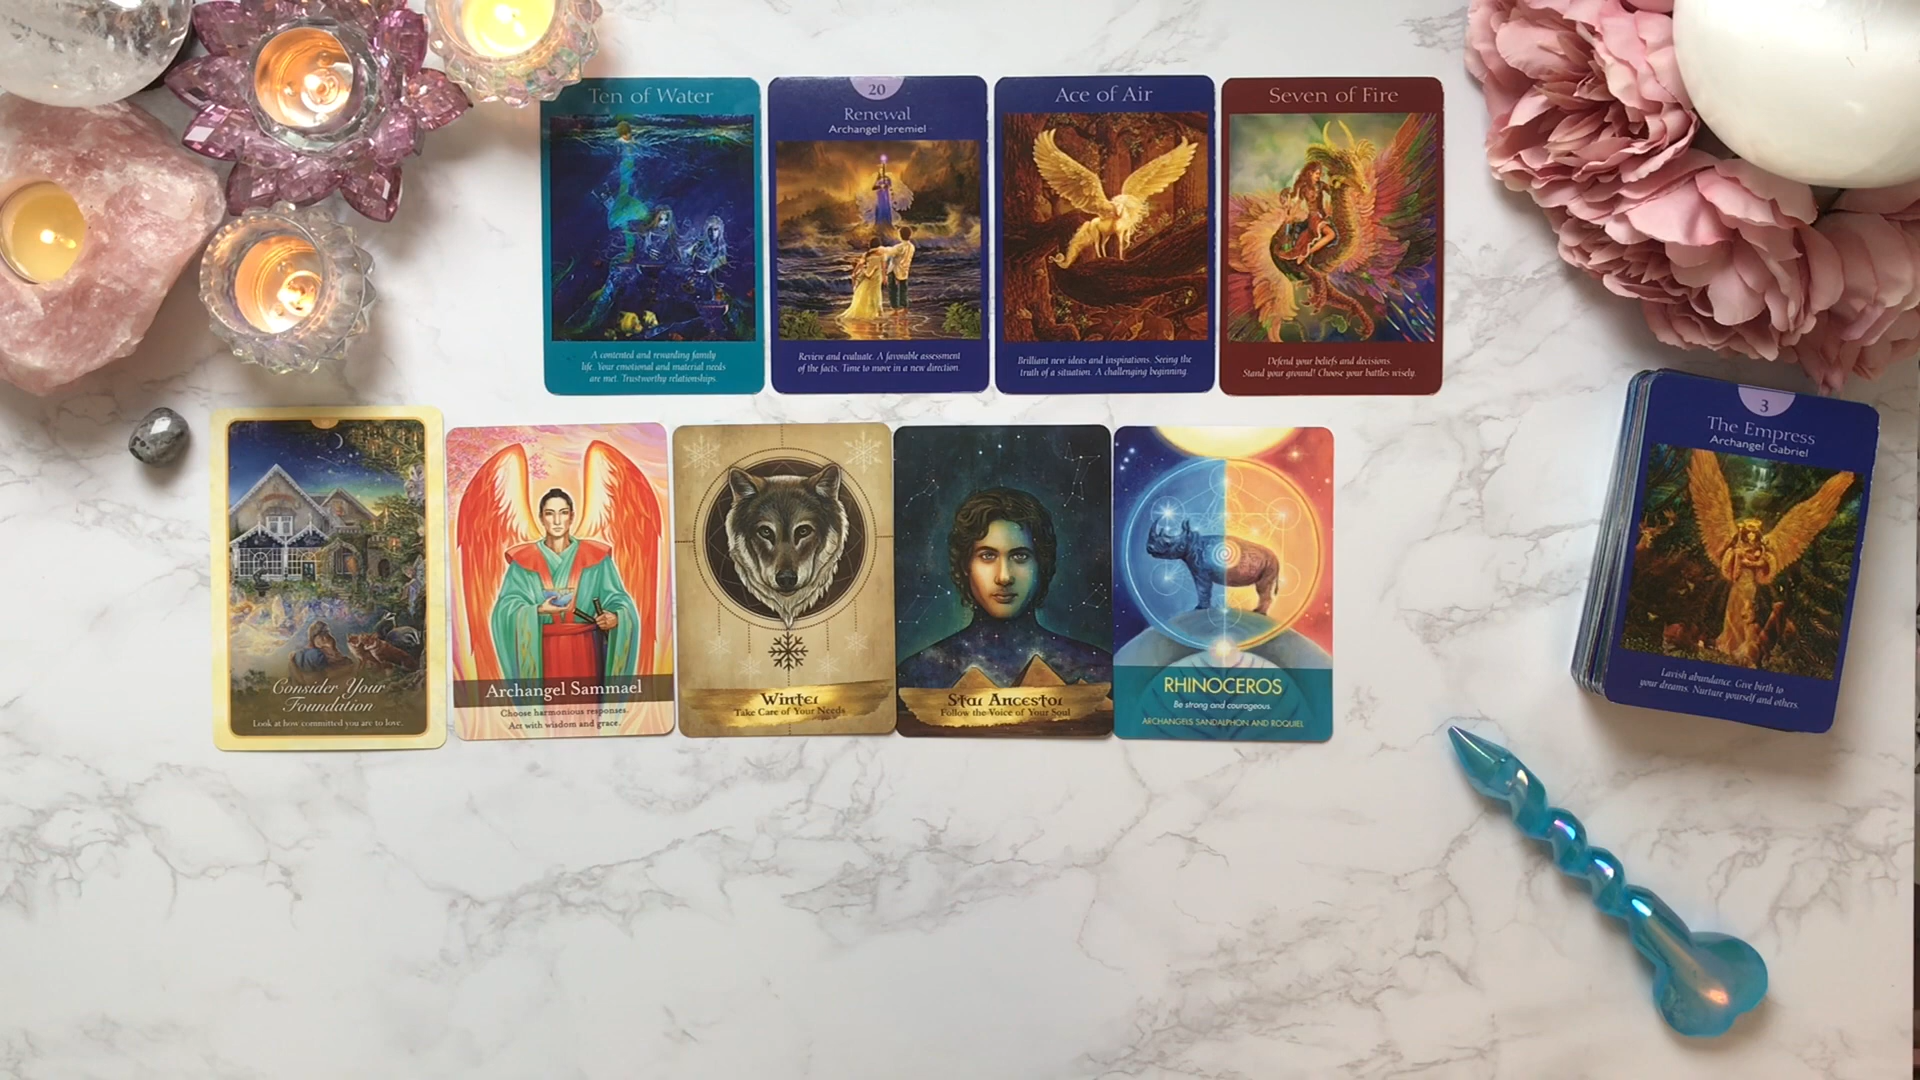 Ten of Water
A contented and rewarding family
life. Your emotional and material needs
are met. Trustworthy relationships.
20
Renewal
Archangel Jeremiel
Review and evaluate. A favorable assessment
of the facts. Time to move in a new direction.
Ace of Air
Brilliant new ideas and inspirations. Seeing the
truth of a situation. A challenging beginning.
Seven of Fire
Defend your beliefs and decisions.
Stand your ground! Choose your battles wisely.
3
The Empress
Archangel Gabriel
Lavish abundance. Give birth to
your dreams. Nurture yourself and others.
Consider Your
Foundation
Look at how committed you are to love.
Archangel Sammael
Choose harmonious responses.
Act with wisdom and grace.
Winter
Take Care of Your Needs
Star Ancestor
Follow the Voice of Your Soul
RHINOCEROS
Be strong and courageous.
ARCHANGELS SANDALPHON AND ROQUIEL